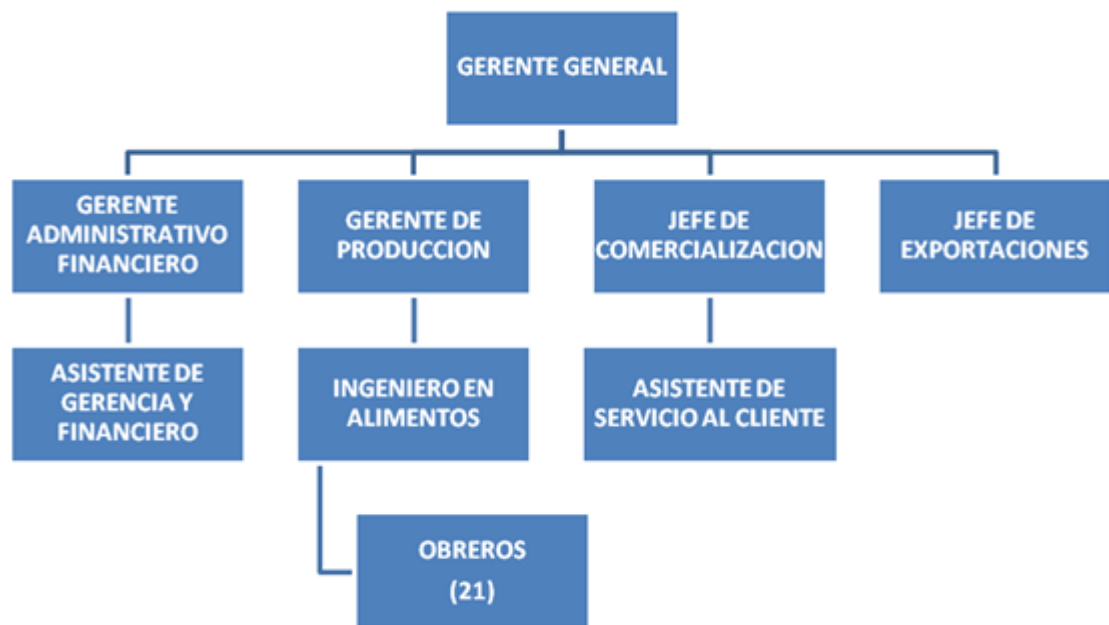 GERENTE GENERAL
GERENTE
ADMINISTRATIVO
FINANCIERO
GERENTE DE
PRODUCCION
JEFE DE
COMERCIALIZACION
JEFE DE
EXPORTACIONES
ASISTENTE DE
GERENCIA Y
FINANCIERO
INGENIERO EN
ALIMENTOS
ASISTENTE DE
SERVICIO AL CLIENTE
OBREROS
(21)